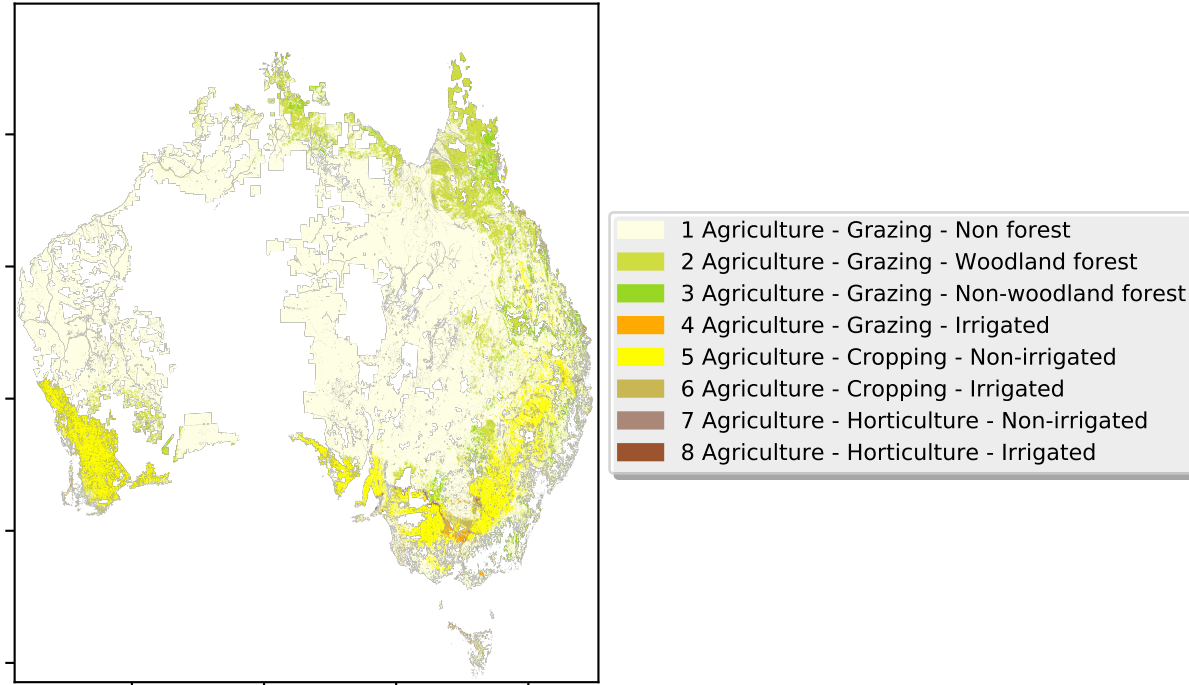 1 Agriculture - Grazing - Non forest
2 Agriculture - Grazing - Woodland forest
3 Agriculture - Grazing - Non-woodland forest
4 Agriculture - Grazing - Irrigated
5 Agriculture - Cropping - Non-irrigated
6 Agriculture - Cropping - Irrigated
7 Agriculture - Horticulture - Non-irrigated
8 Agriculture - Horticulture - Irrigated